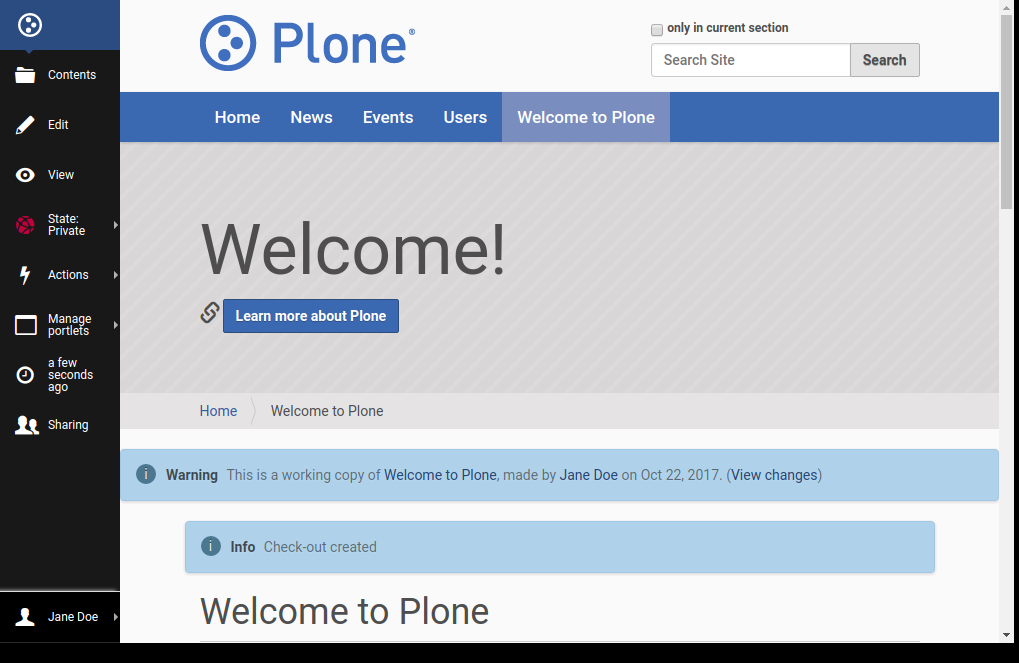 Plone®
only in current section
Search Site
Search
Home
News
Events
Users
Welcome to Plone
Contents
Edit
View
State:
Private
Actions
Manage
portlets
a few
seconds
ago
Sharing
Jane Doe
Welcome!
Learn more about Plone
Home
Welcome to Plone
Warning This is a working copy of Welcome to Plone, made by Jane Doe on Oct 22, 2017. (View changes)
Info Check-out created
Welcome to Plone